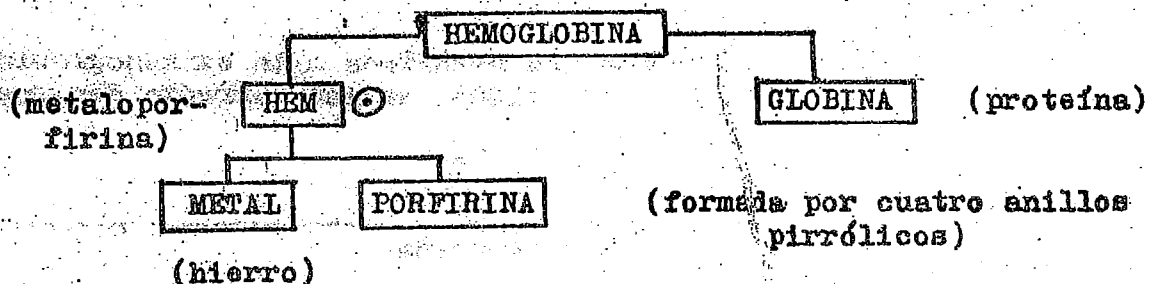 HEMOGLOBINA
(metalopor-
firina)
HEM
GLOBINA
(proteína)
METAL
PORFIRINA
(formada por cuatro anillos
pirrólicos)
(hierro)